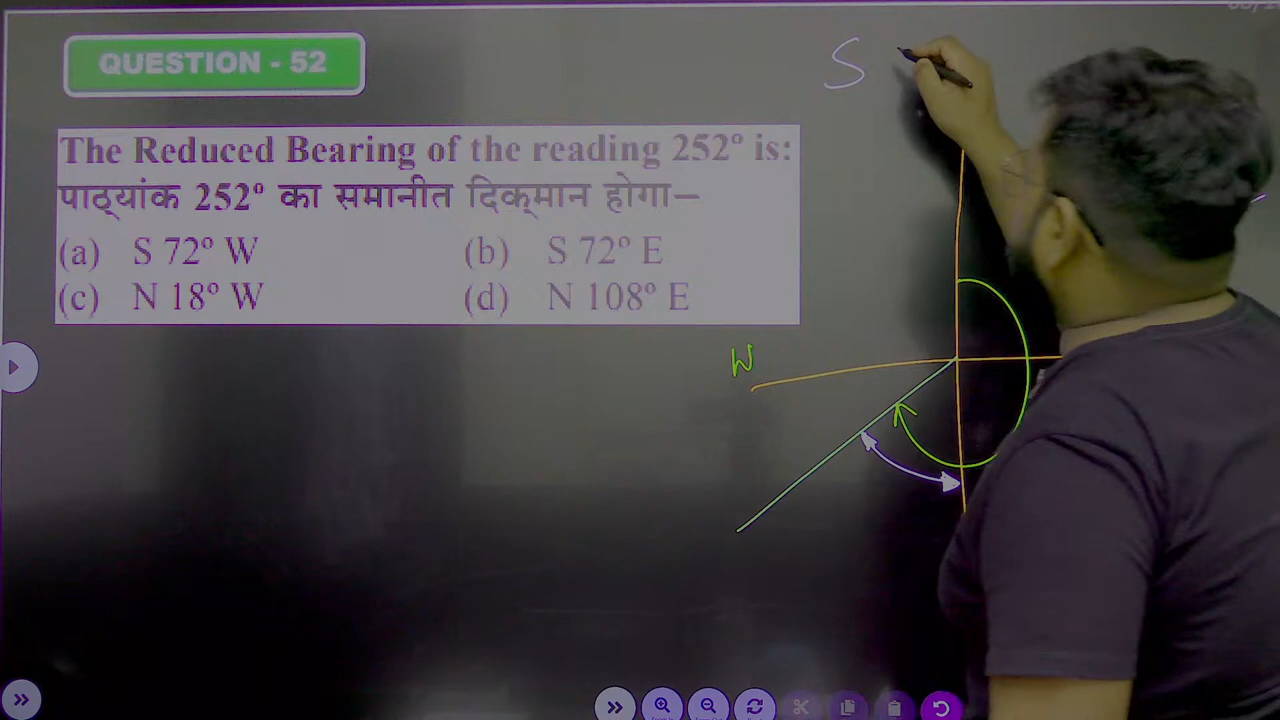 QUESTION - 52
S
The Reduced Bearing of the reading 252° is:
पाठ्यांक 252° का समानीत दिक्मान होगा–
(a) S 72° W (b) S 72° E
(c) N 18° W (d) N 108° E
W